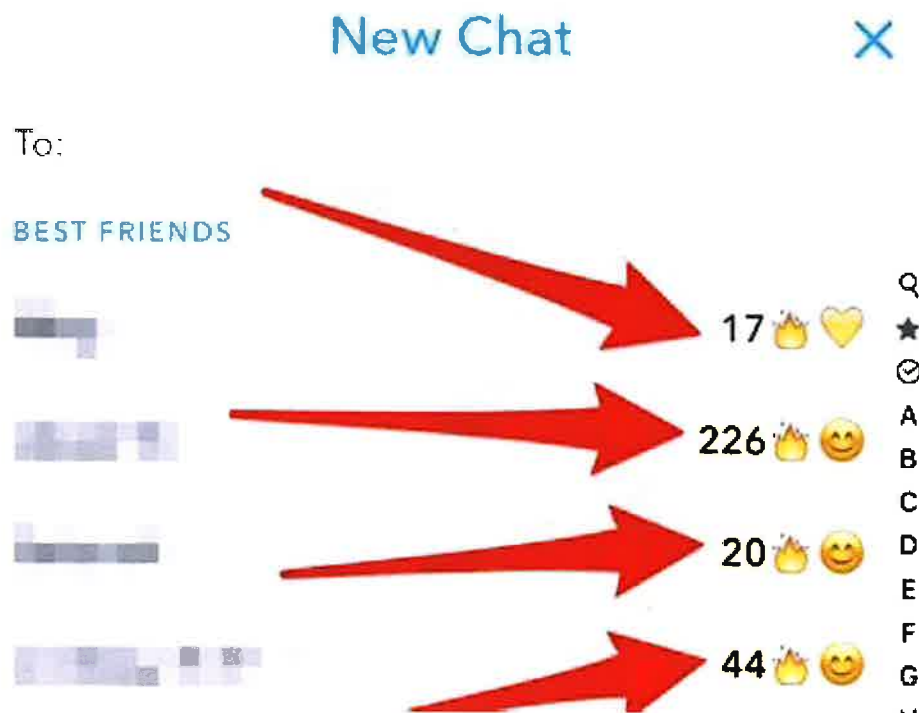 New Chat
To:
BEST FRIENDS
17🔥💛
226🔥😊
20🔥😊
44🔥😊
A
B
C
D
E
F
G